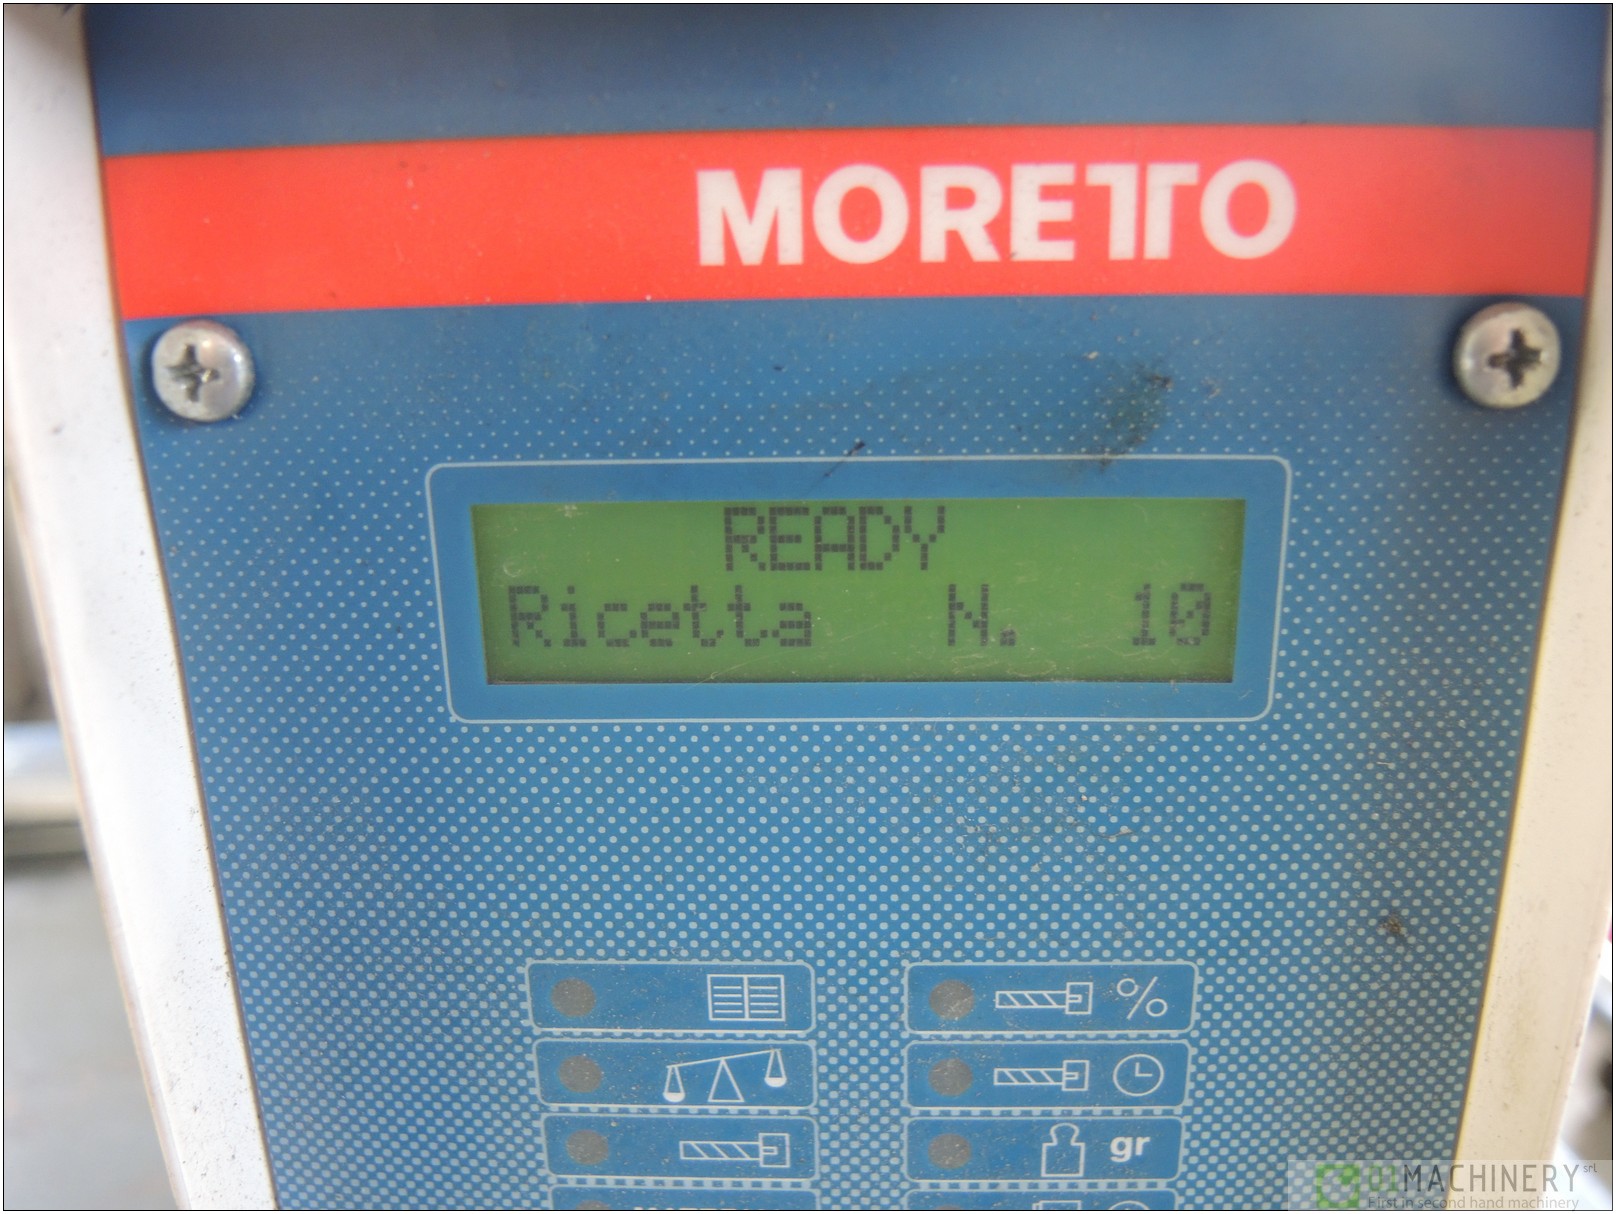 MORETTO
READY
Ricetta N. 10
%
gr
01MACHINERY srl
First in second hand machinery